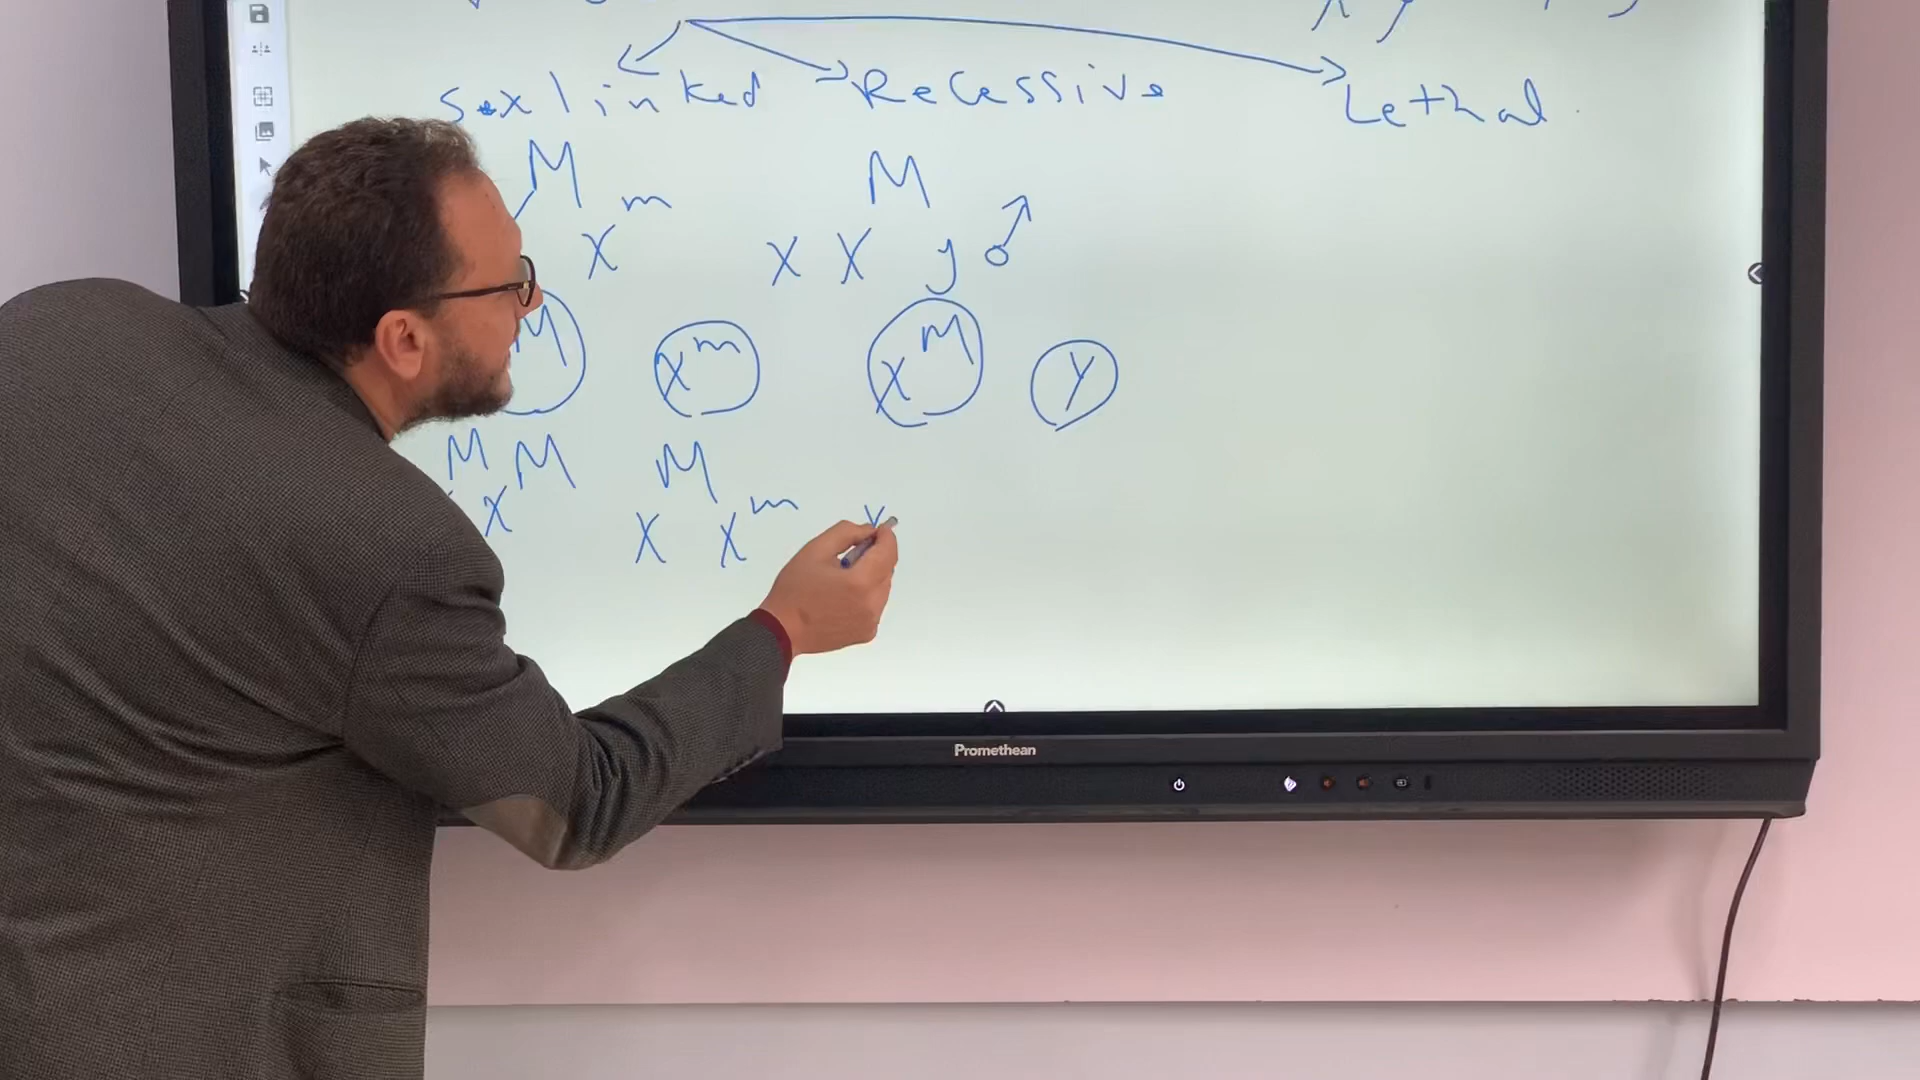 Sex linked Recessive Lethal
M m M
X X X y ♂
M X m X M Y
M M M
X X X m
Promethean